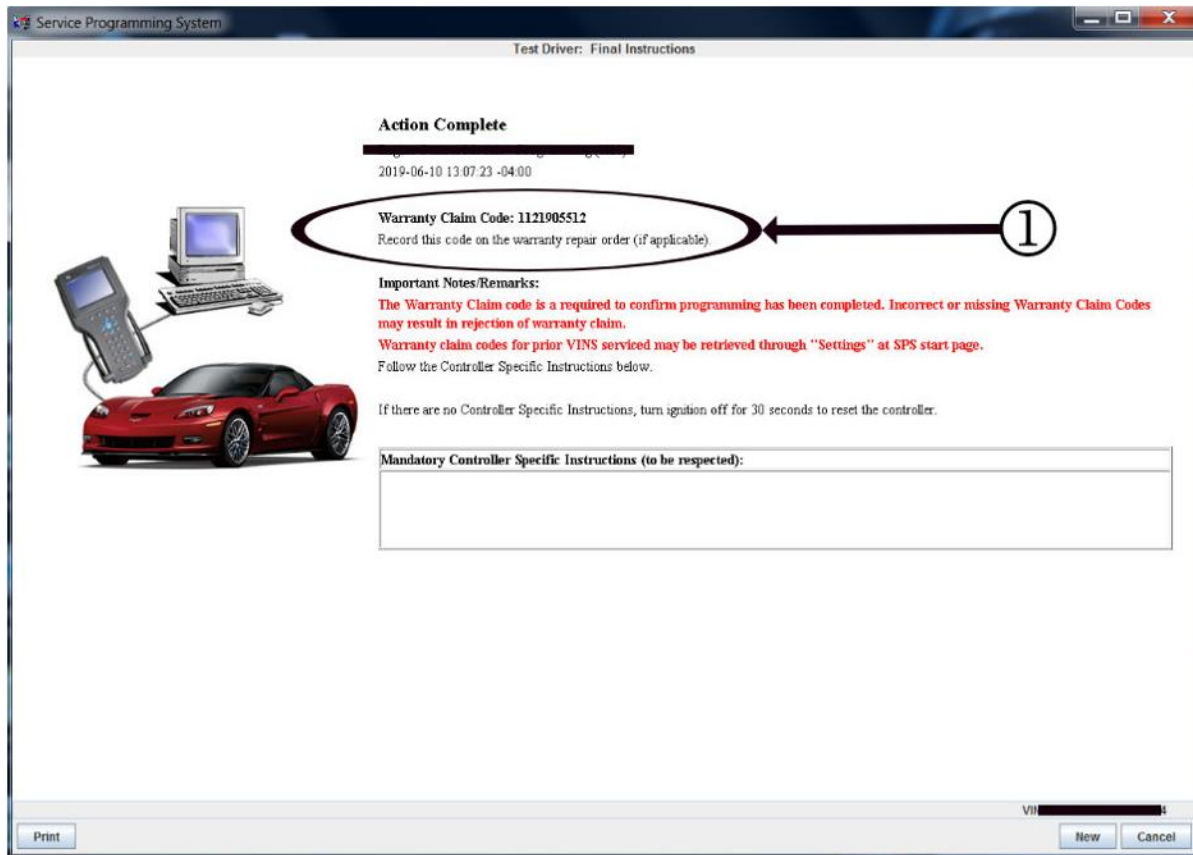 Service Programming System
Test Driver: Final Instructions
Action Complete
2019-06-10 13:07:23 -04:00
Warranty Claim Code: 1121905512
Record this code on the warranty repair order (if applicable).
1
Important Notes/Remarks:
The Warranty Claim code is a required to confirm programming has been completed. Incorrect or missing Warranty Claim Codes
may result in rejection of warranty claim.
Warranty claim codes for prior VINS serviced may be retrieved through "Settings" at SPS start page.
Follow the Controller Specific Instructions below.
If there are no Controller Specific Instructions, turn ignition off for 30 seconds to reset the controller.
Mandatory Controller Specific Instructions (to be respected):
4
Print
New
Cancel